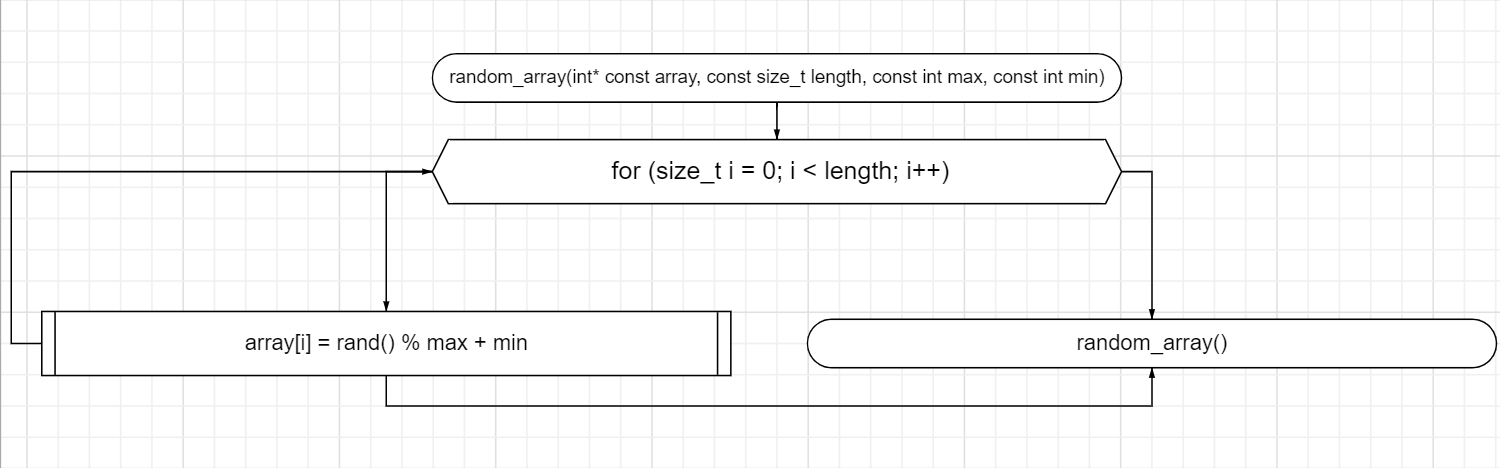 random_array(int* const array, const size_t length, const int max, const int min)
for (size_t i = 0; i < length; i++)
array[i] = rand() % max + min
random_array()